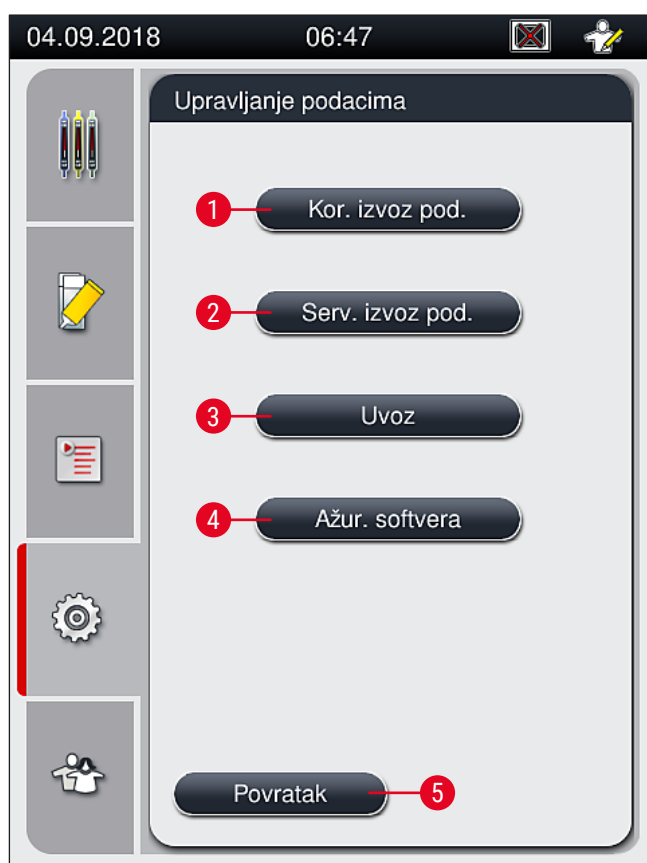 04.09.2018 06:47
Upravljanje podacima
1 Kor. izvoz pod.
2 Serv. izvoz pod.
3 Uvoz
4 Ažur. softvera
Povratak 5